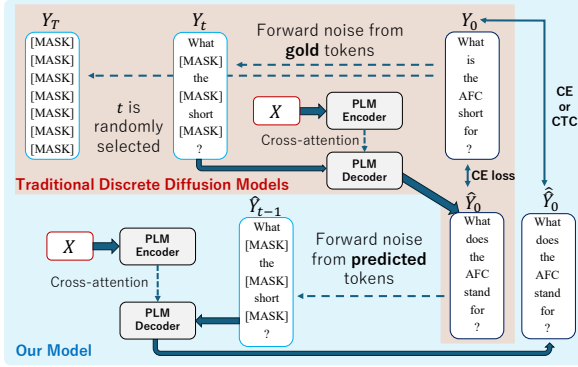 Y_T
[MASK]
[MASK]
[MASK]
[MASK]
[MASK]
[MASK]
[MASK]
Y_t
What
[MASK]
the
[MASK]
short
[MASK]
?
Forward noise from
gold tokens
Y_0
What
is
the
AFC
short
for
?
CE
or
CTC
t is
randomly
selected
X
PLM
Encoder
Cross-attention
PLM
Decoder
Traditional Discrete Diffusion Models
CE loss
Ŷ_0
What
does
the
AFC
stand
for
?
Ŷ̂_0
What
does
the
AFC
stand
for
?
Ŷ_{t-1}
What
[MASK]
the
[MASK]
short
[MASK]
?
X
PLM
Encoder
Cross-attention
PLM
Decoder
Forward noise
from predicted
tokens
Our Model